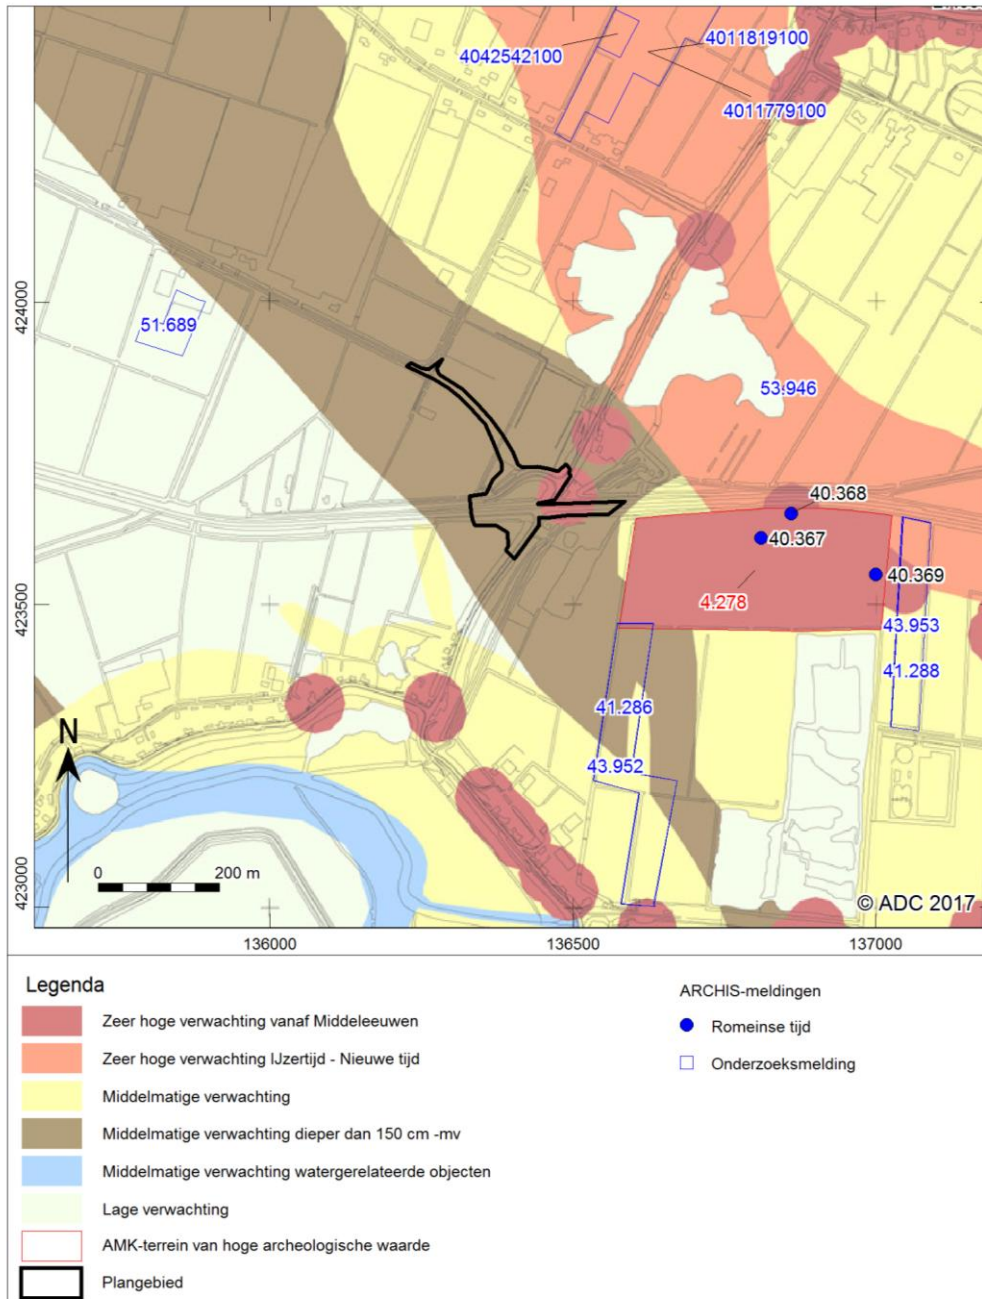 4042542100
4011819100
4011779100
424000
51.689
53.946
40.368
40.367
40.369
4.278
423500
43.953
41.288
41.286
43.952
N
0
200 m
423000
© ADC 2017
136000
136500
137000
Legenda
Zeer hoge verwachting vanaf Middeleeuwen
Zeer hoge verwachting IJzertijd - Nieuwe tijd
Middelmatige verwachting
Middelmatige verwachting dieper dan 150 cm -mv
Middelmatige verwachting watergerelateerde objecten
Lage verwachting
AMK-terrein van hoge archeologische waarde
Plangebied
ARCHIS-meldingen
Romeinse tijd
Onderzoeksmelding